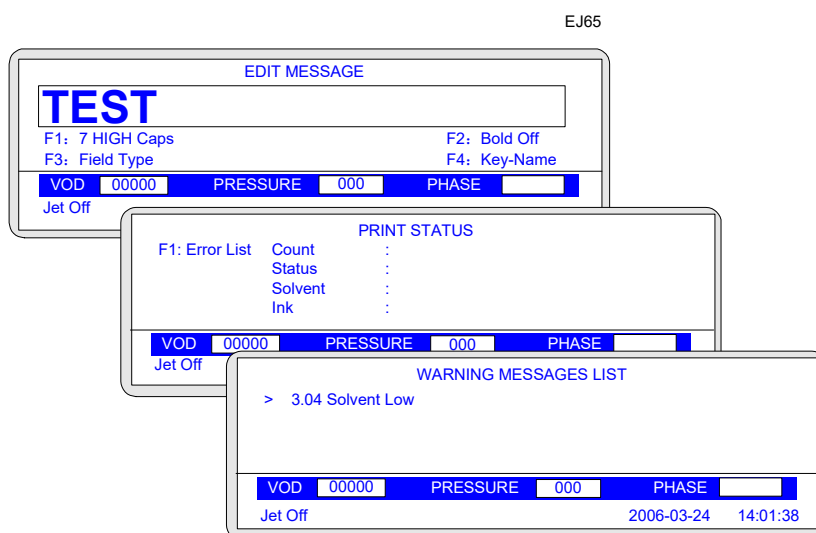 EJ65
EDIT MESSAGE
TEST
F1: 7 HIGH Caps F2: Bold Off
F3: Field Type F4: Key-Name
VOD 00000 PRESSURE 000 PHASE
Jet Off
PRINT STATUS
F1: Error List Count :
Status :
Solvent :
Ink :
VOD 00000 PRESSURE 000 PHASE
Jet Off
WARNING MESSAGES LIST
> 3.04 Solvent Low
VOD 00000 PRESSURE 000 PHASE
Jet Off 2006-03-24 14:01:38